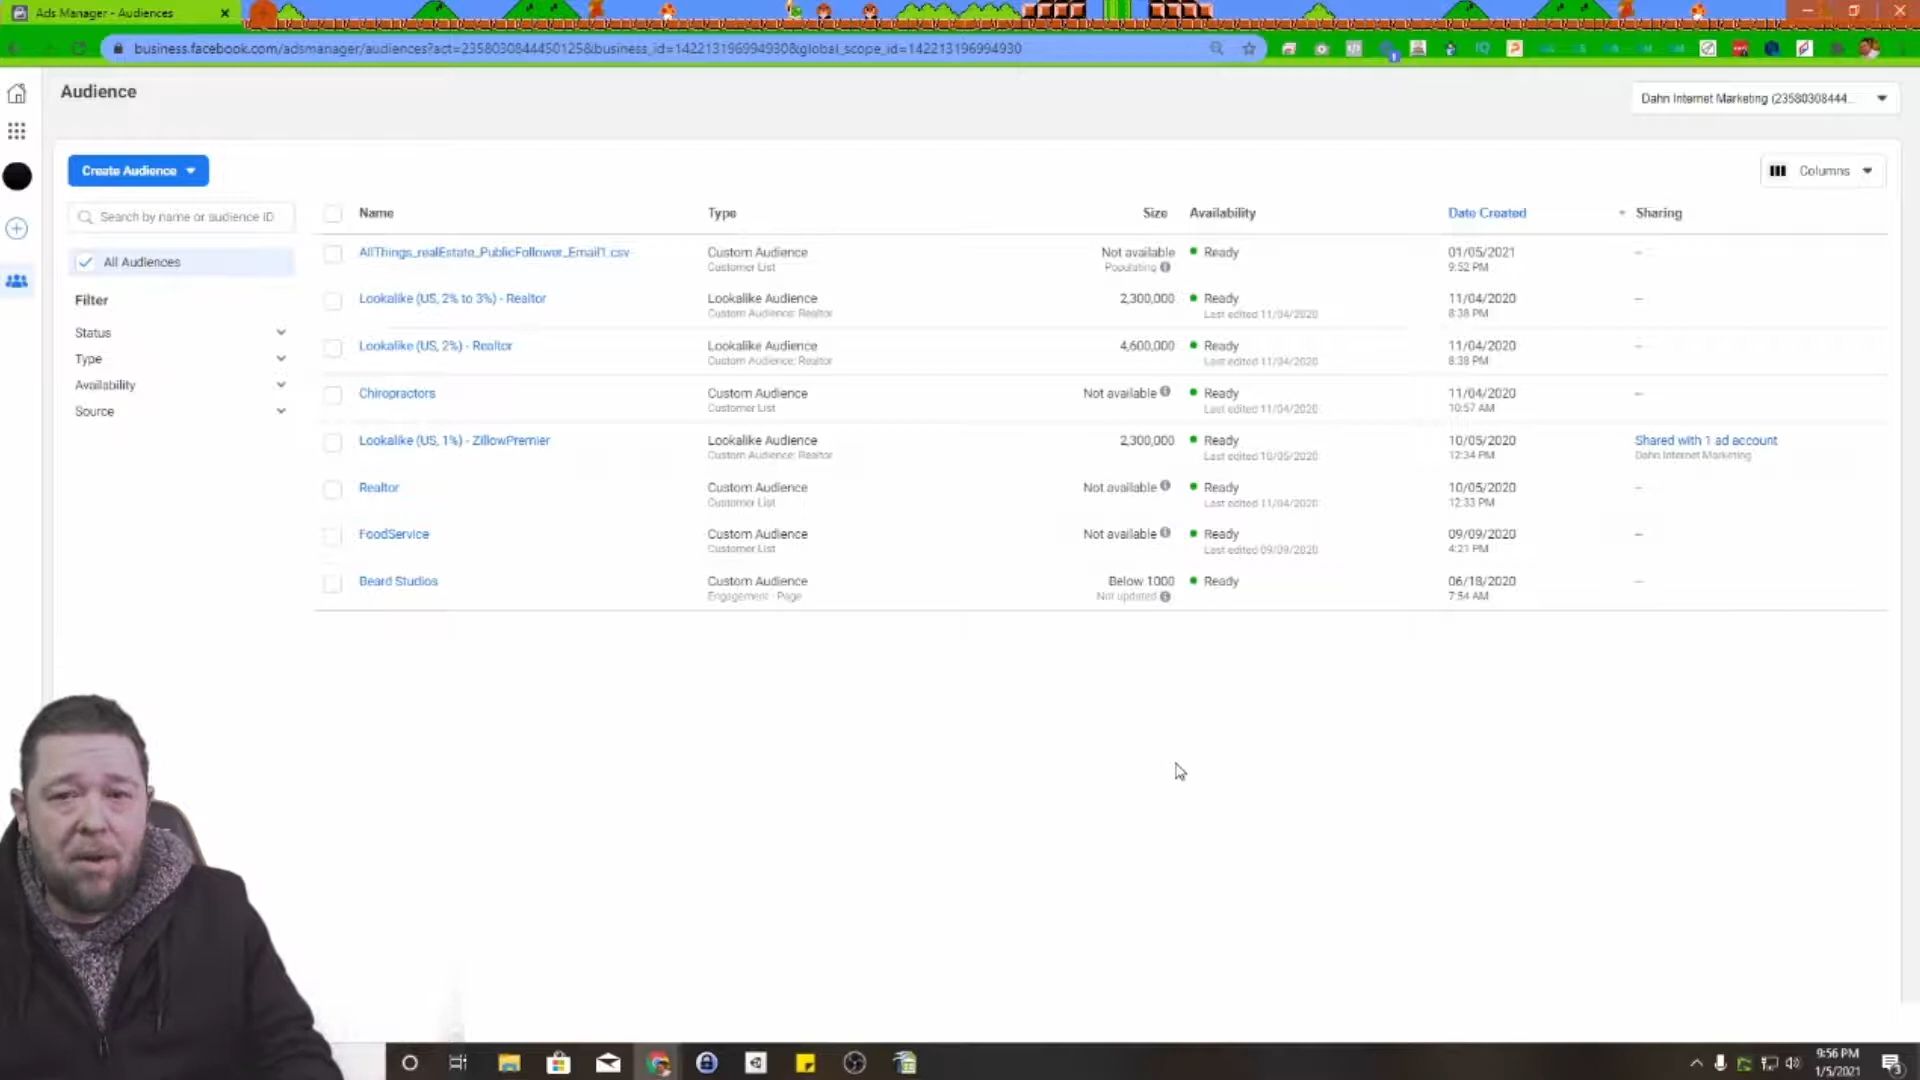 Ads Manager - Audiences
business.facebook.com/adsmanager/audiences?act=23580308444501258&business_id=1422131969949308&global_scope_id=142213196994930
Audience
Dahn Internet Marketing (23580308444...
Create Audience
Columns
Search by name or audience ID
Name Type Size Availability Date Created Sharing
All Audiences
Filter
Status
Type
Availability
Source
AllThings_realEstate_PublicFollower_Email1.csv Custom Audience Not available Ready 01/05/2021 --
Customer List Populating 9:52 PM
Lookalike (US, 2% to 3%) - Realtor Lookalike Audience 2,300,000 Ready 11/04/2020 --
Custom Audience: Realtor Last edited 11/04/2020 8:38 PM
Lookalike (US, 2%) - Realtor Lookalike Audience 4,600,000 Ready 11/04/2020 --
Custom Audience: Realtor Last edited 11/04/2020 8:38 PM
Chiropractors Custom Audience Not available Ready 11/04/2020 --
Customer List Last edited 11/04/2020 10:57 AM
Lookalike (US, 1%) - ZillowPremier Lookalike Audience 2,300,000 Ready 10/05/2020 Shared with 1 ad account
Custom Audience: Realtor Last edited 10/05/2020 12:34 PM Dahn Internet Marketing
Realtor Custom Audience Not available Ready 10/05/2020 --
Customer List Last edited 11/04/2020 12:33 PM
FoodService Custom Audience Not available Ready 09/09/2020 --
Customer List Last edited 09/09/2020 4:21 PM
Beard Studios Custom Audience Below 1000 Ready 06/18/2020 --
Engagement - Page Not updated 7:54 AM
9:56 PM
1/5/2021